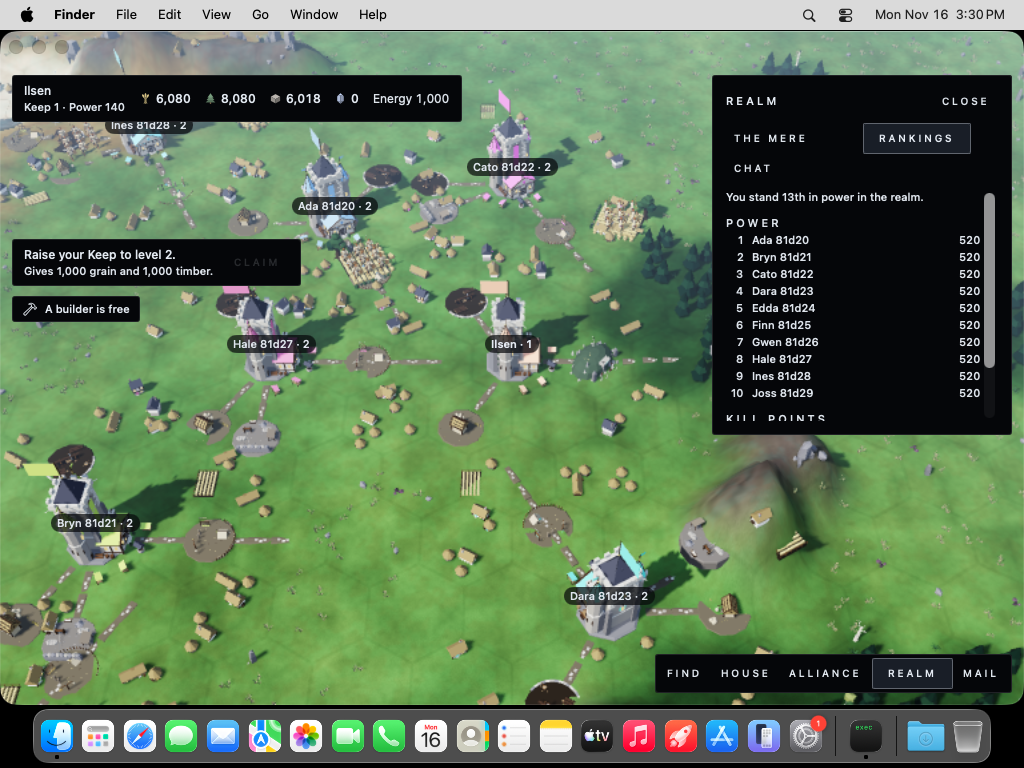 Finder File Edit View Go Window Help Mon Nov 16 3:30 PM
Ilsen
Keep 1 · Power 140
6,080 8,080 6,018 0 Energy 1,000
Ines 81d28 · 2
Cato 81d22 · 2
Ada 81d20 · 2
Raise your Keep to level 2.
Gives 1,000 grain and 1,000 timber.
CLAIM
A builder is free
Hale 81d27 · 2
Ilsen · 1
Bryn 81d21 · 2
Dara 81d23 · 2
REALM CLOSE
THE MERE RANKINGS
CHAT
You stand 13th in power in the realm.
POWER
1 Ada 81d20 520
2 Bryn 81d21 520
3 Cato 81d22 520
4 Dara 81d23 520
5 Edda 81d24 520
6 Finn 81d25 520
7 Gwen 81d26 520
8 Hale 81d27 520
9 Ines 81d28 520
10 Joss 81d29 520
KILL POINTS
FIND HOUSE ALLIANCE REALM MAIL
Mon
16
tv
1
exec